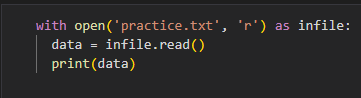 with open('practice.txt', 'r') as infile:
  data = infile.read()
  print(data)